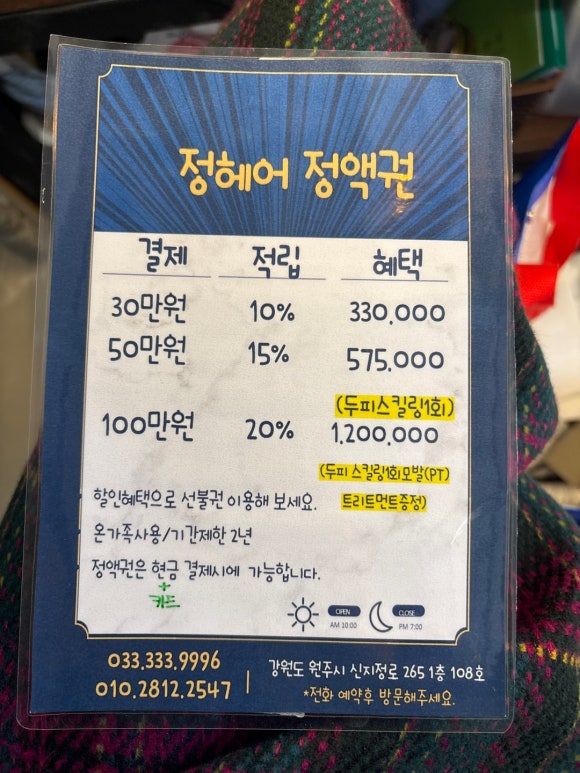 정헤어 정액권
결제 적립 혜택
30만원 10% 330.000
50만원 15% 575.000
(두피스킬링1회)
100만원 20% 1.200.000
(두피 스킬링1회모발(PT)
트리트먼트증정)
할인혜택으로 선불권 이용해 보세요.
온가족사용/기간제한 2년
정액권은 현금 결제시에 가능합니다.
+
카드
OPEN CLOSE
AM 10:00 PM 7:00
033.333.9996
010.2812.2547
강원도 원주시 신지정로 265 1층 108호
*전화 예약후 방문해주세요.